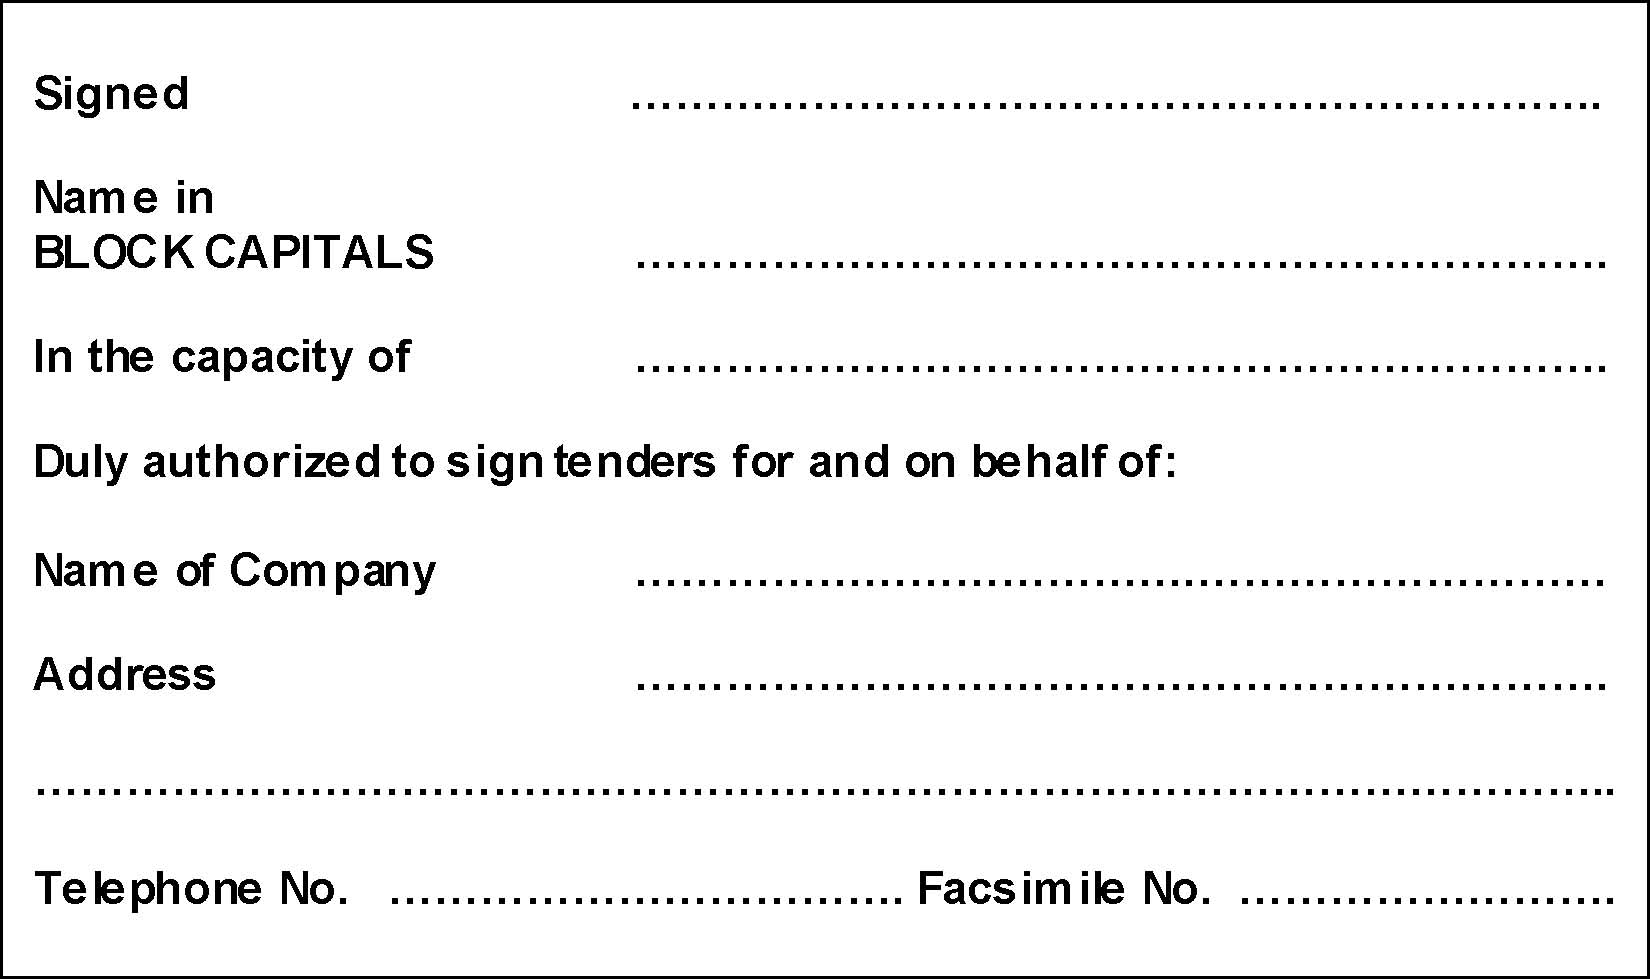 Signed ……………………………………………………….
Name in
BLOCK CAPITALS ……………………………………………………….
In the capacity of ……………………………………………………….
Duly authorized to sign tenders for and on behalf of:
Name of Company ………………………………………………………
Address ……………………………………………………….
…………………………………………………………………………………………..
Telephone No. ……………………………. Facsimile No. …………………….